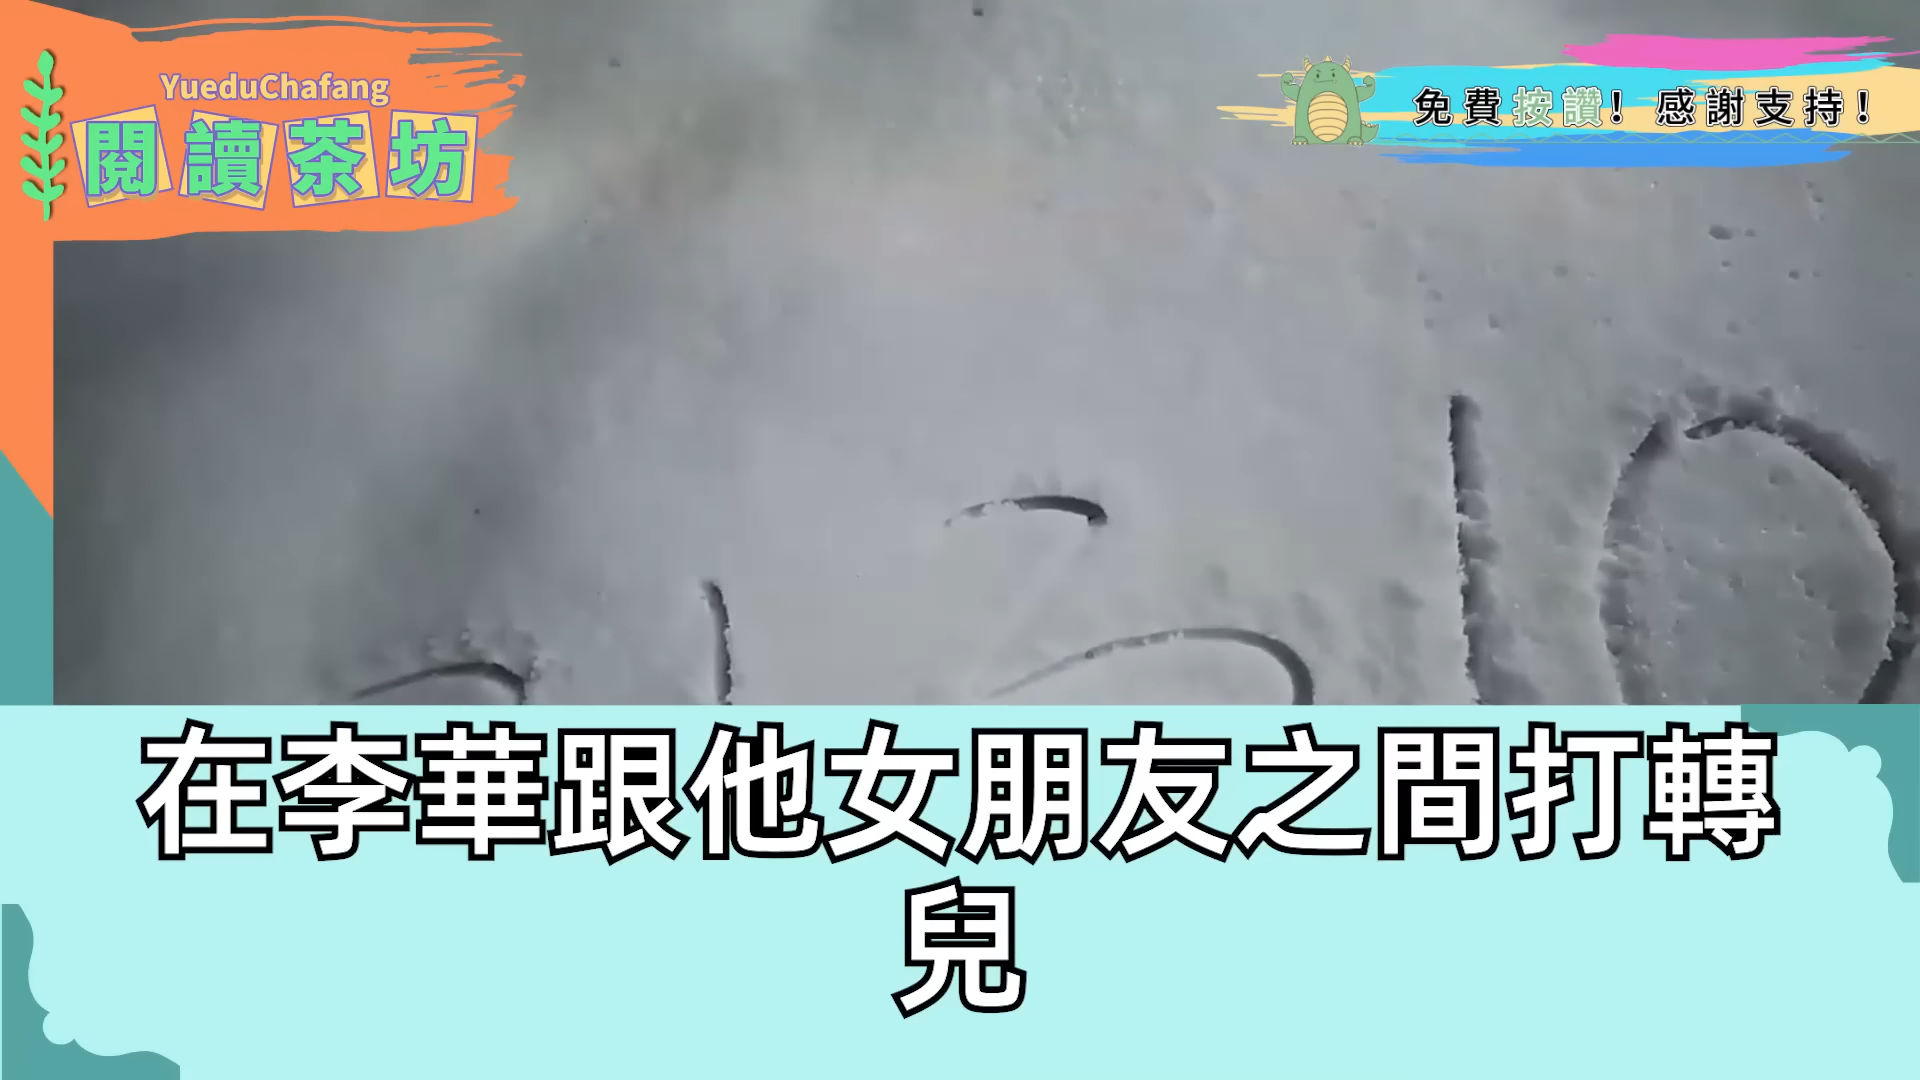 YueduChafang
閱讀茶坊
免費按讚！感謝支持！
在李華跟他女朋友之間打轉
兒